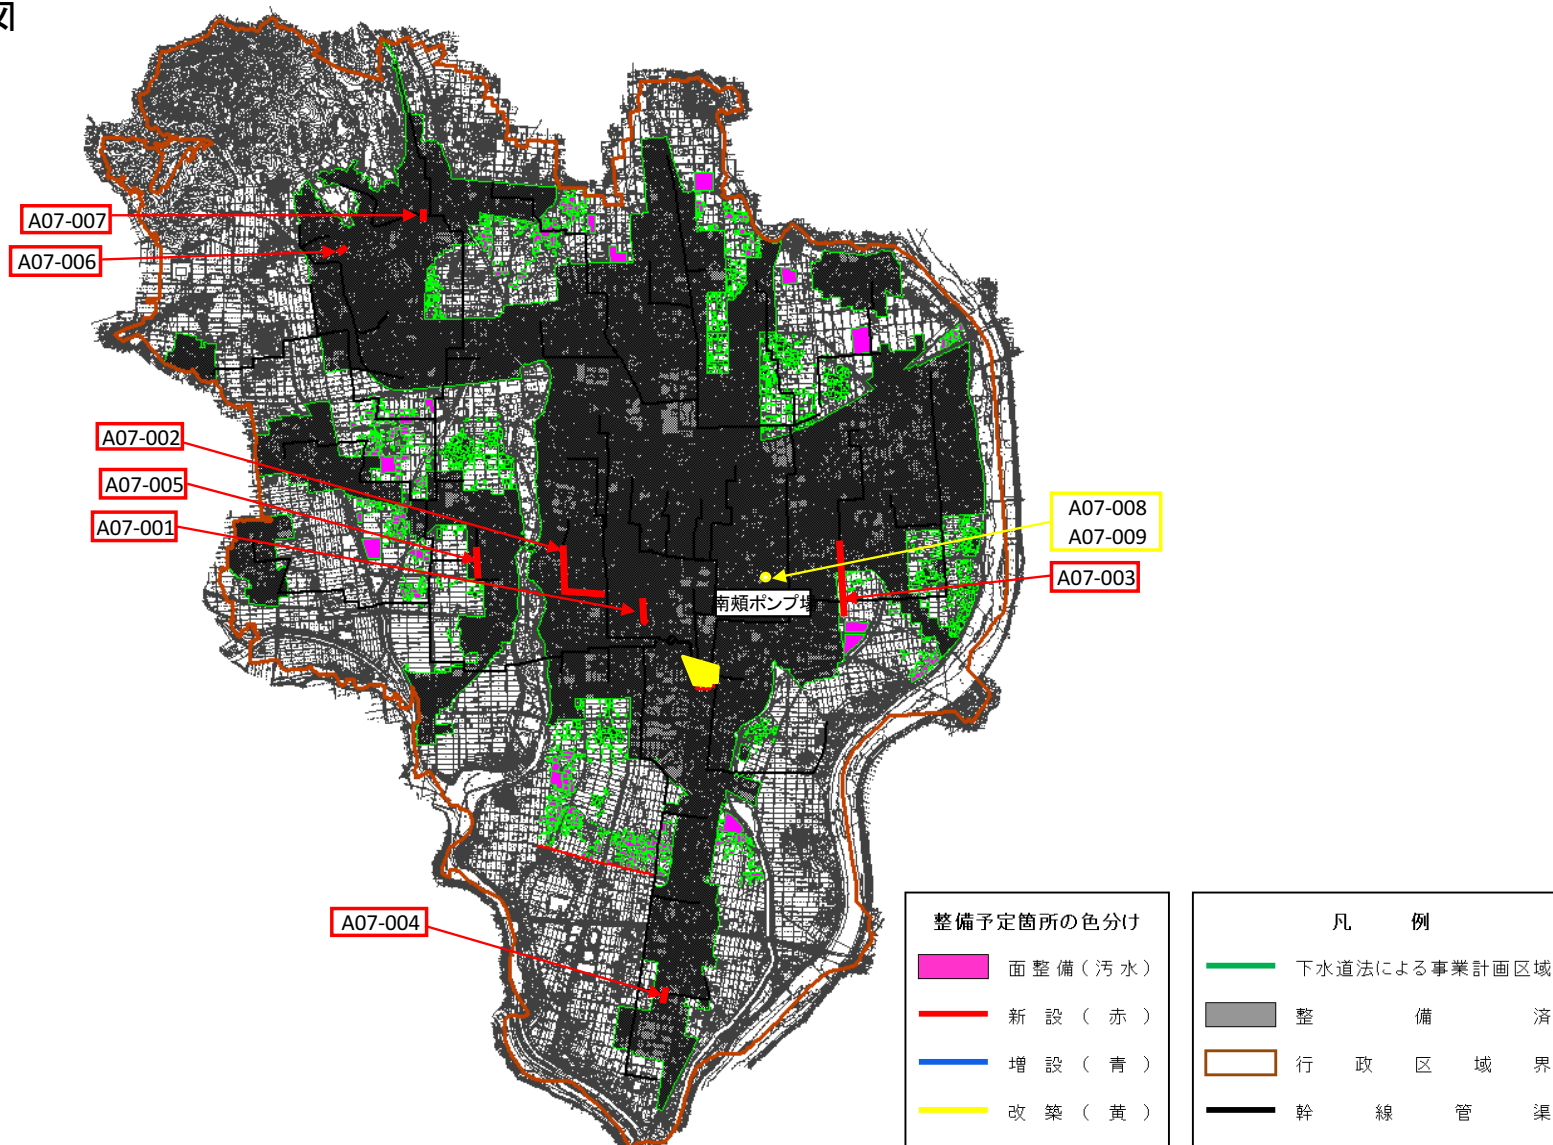 図
A07-007
A07-006
A07-002
A07-005
A07-001
A07-008
A07-009
A07-003
南頬ポンプ場
A07-004
整備予定箇所の色分け
面整備(汚水)
新設(赤)
増設(青)
改築(黄)
凡例
下水道法による事業計画区域
整備済
行政区域界
幹線管渠